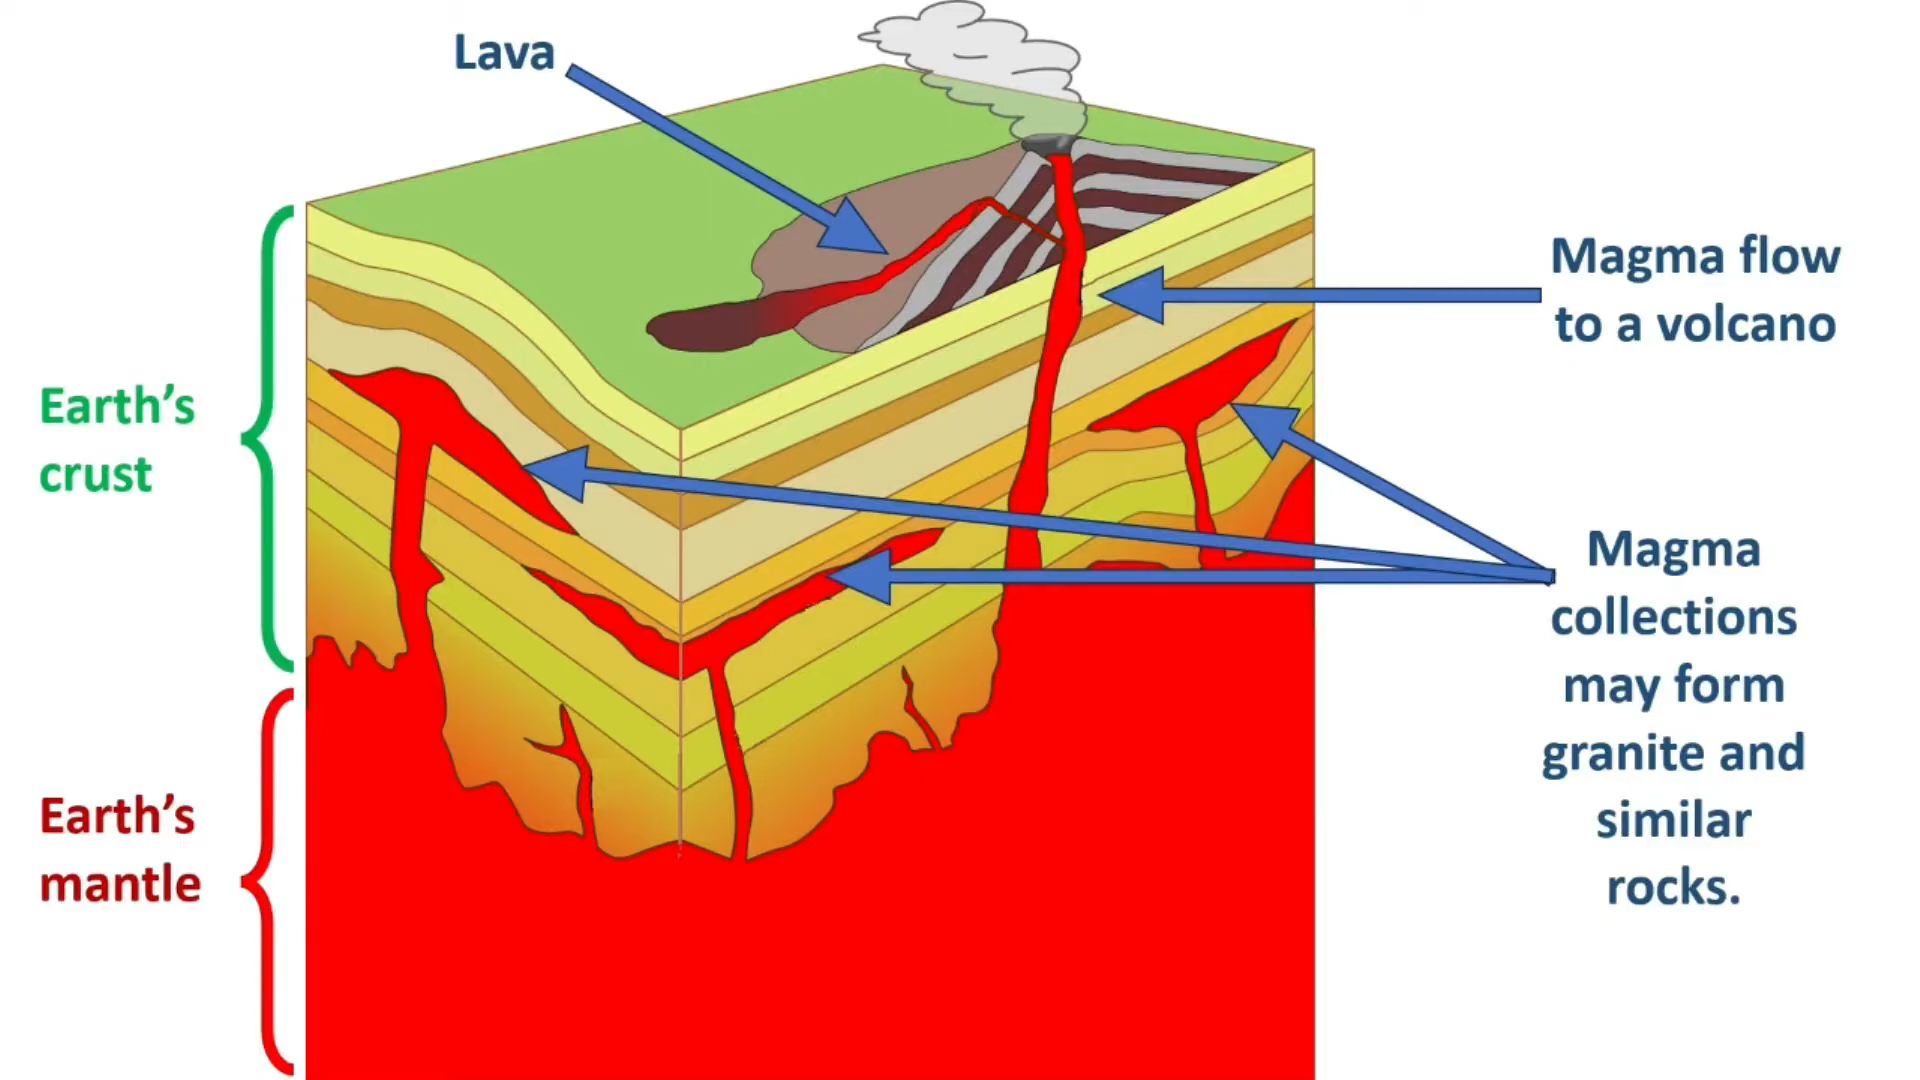 Lava
Magma flow
to a volcano
Earth's
crust
Magma
collections
may form
granite and
similar
rocks.
Earth's
mantle